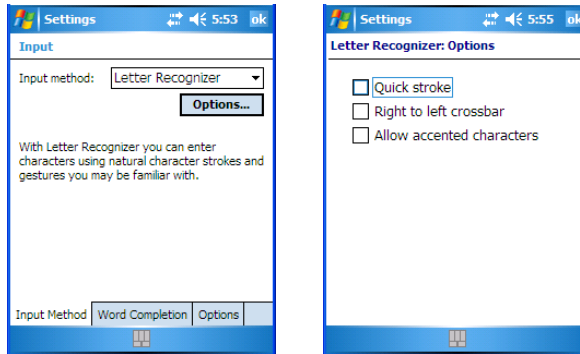 Settings 5:53 ok
Input
Input method: Letter Recognizer
Options...
With Letter Recognizer you can enter
characters using natural character strokes and
gestures you may be familiar with.
Input Method Word Completion Options
Settings 5:55 ok
Letter Recognizer: Options
Quick stroke
Right to left crossbar
Allow accented characters